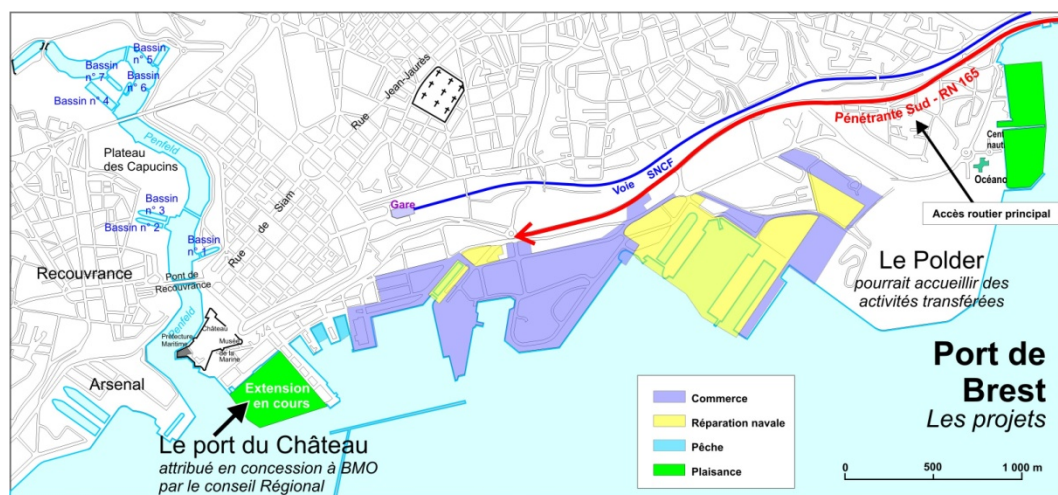 Bassin
n° 5
Bassin
n° 7
Bassin
n° 6
Bassin n° 4
Penfeld
Plateau
des Capucins
Bassin
n° 3
Bassin n° 2
Bassin
n° 1
Recouvrance
Pont de
Recouvrance
Penfeld
Préfecture
Maritime
Château
Musée
de la
Marine
Arsenal
Rue Jean-Jaurès
Rue de Siam
Gare
Voie SNCF
Pénétrante Sud - RN 165
Cent
naut
Océano
Accès routier principal
Le Polder
pourrait accueillir des
activités transférées
Extension
en cours
Le port du Château
attribué en concession à BMO
par le conseil Régional
Commerce
Réparation navale
Pêche
Plaisance
Port de
Brest
Les projets
0 500 1 000 m